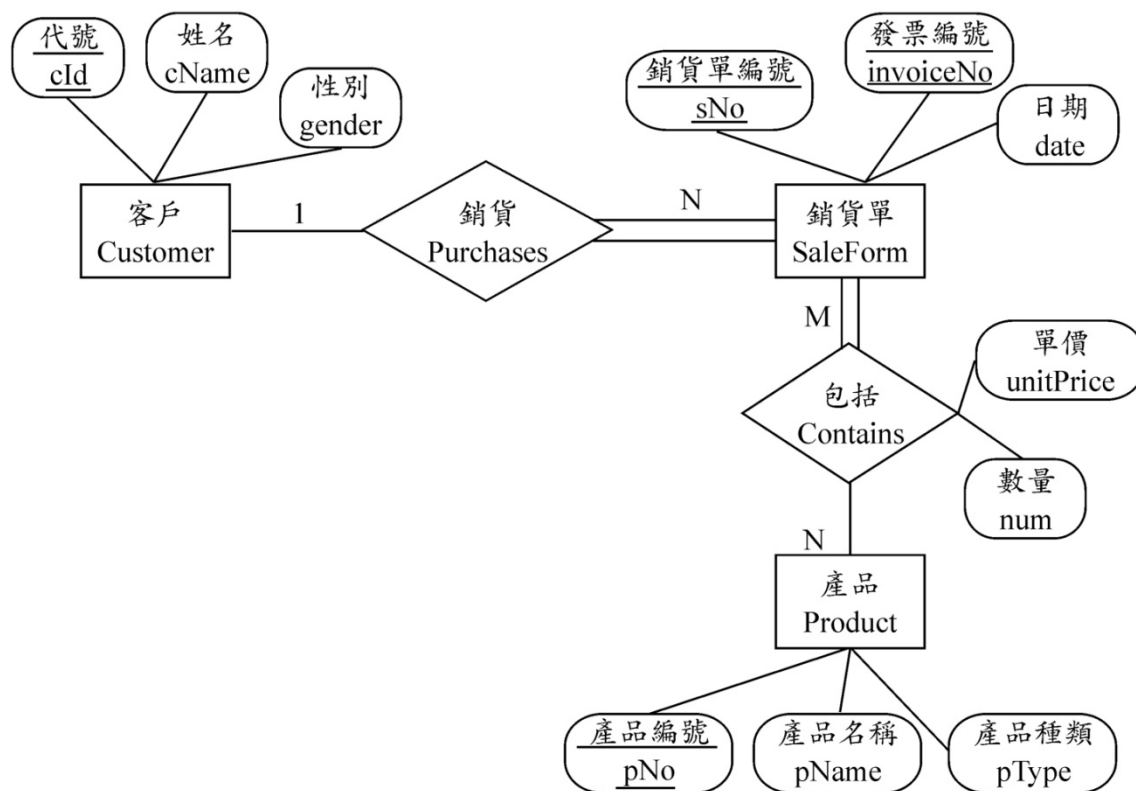 代號
cId
姓名
cName
性別
gender
銷貨單編號
sNo
發票編號
invoiceNo
日期
date
客戶
Customer
1
銷貨
Purchases
N
銷貨單
SaleForm
M
包括
Contains
單價
unitPrice
數量
num
N
產品
Product
產品編號
pNo
產品名稱
pName
產品種類
pType